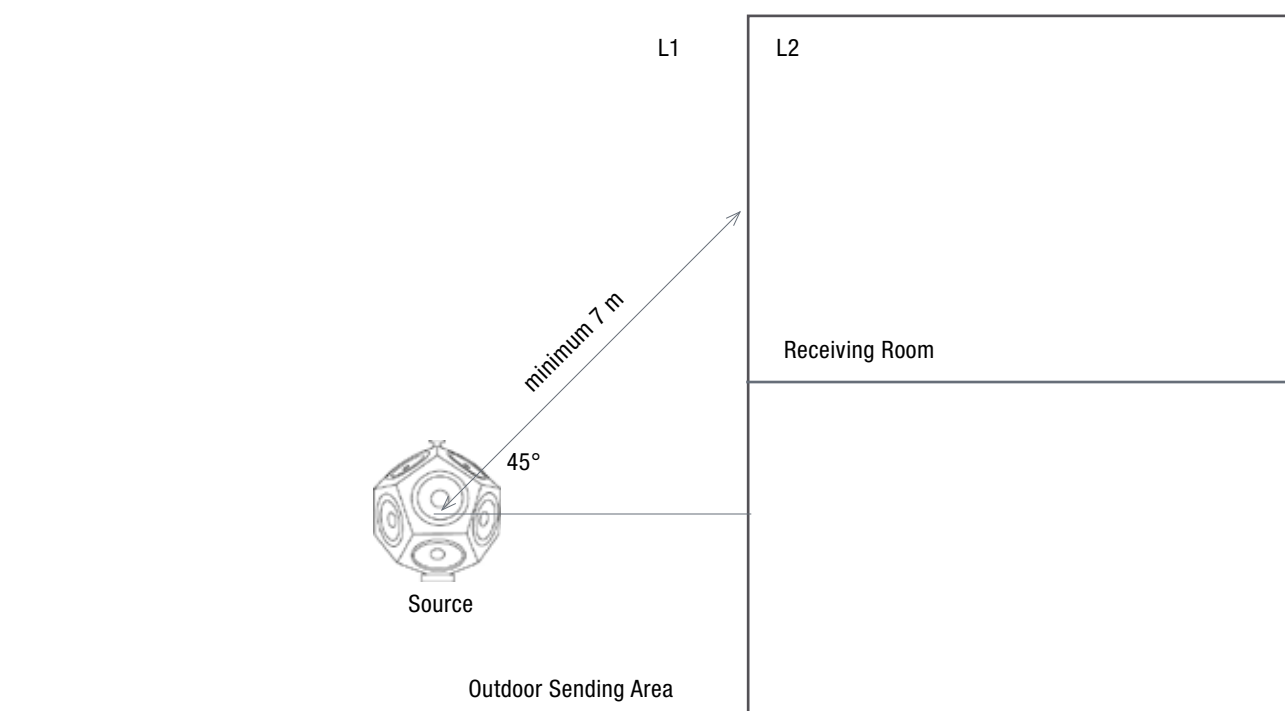 L1
L2
minimum 7 m
Receiving Room
45°
Source
Outdoor Sending Area